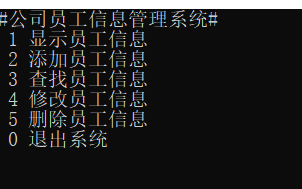 #公司员工信息管理系统#
1 显示员工信息
2 添加员工信息
3 查找员工信息
4 修改员工信息
5 删除员工信息
0 退出系统